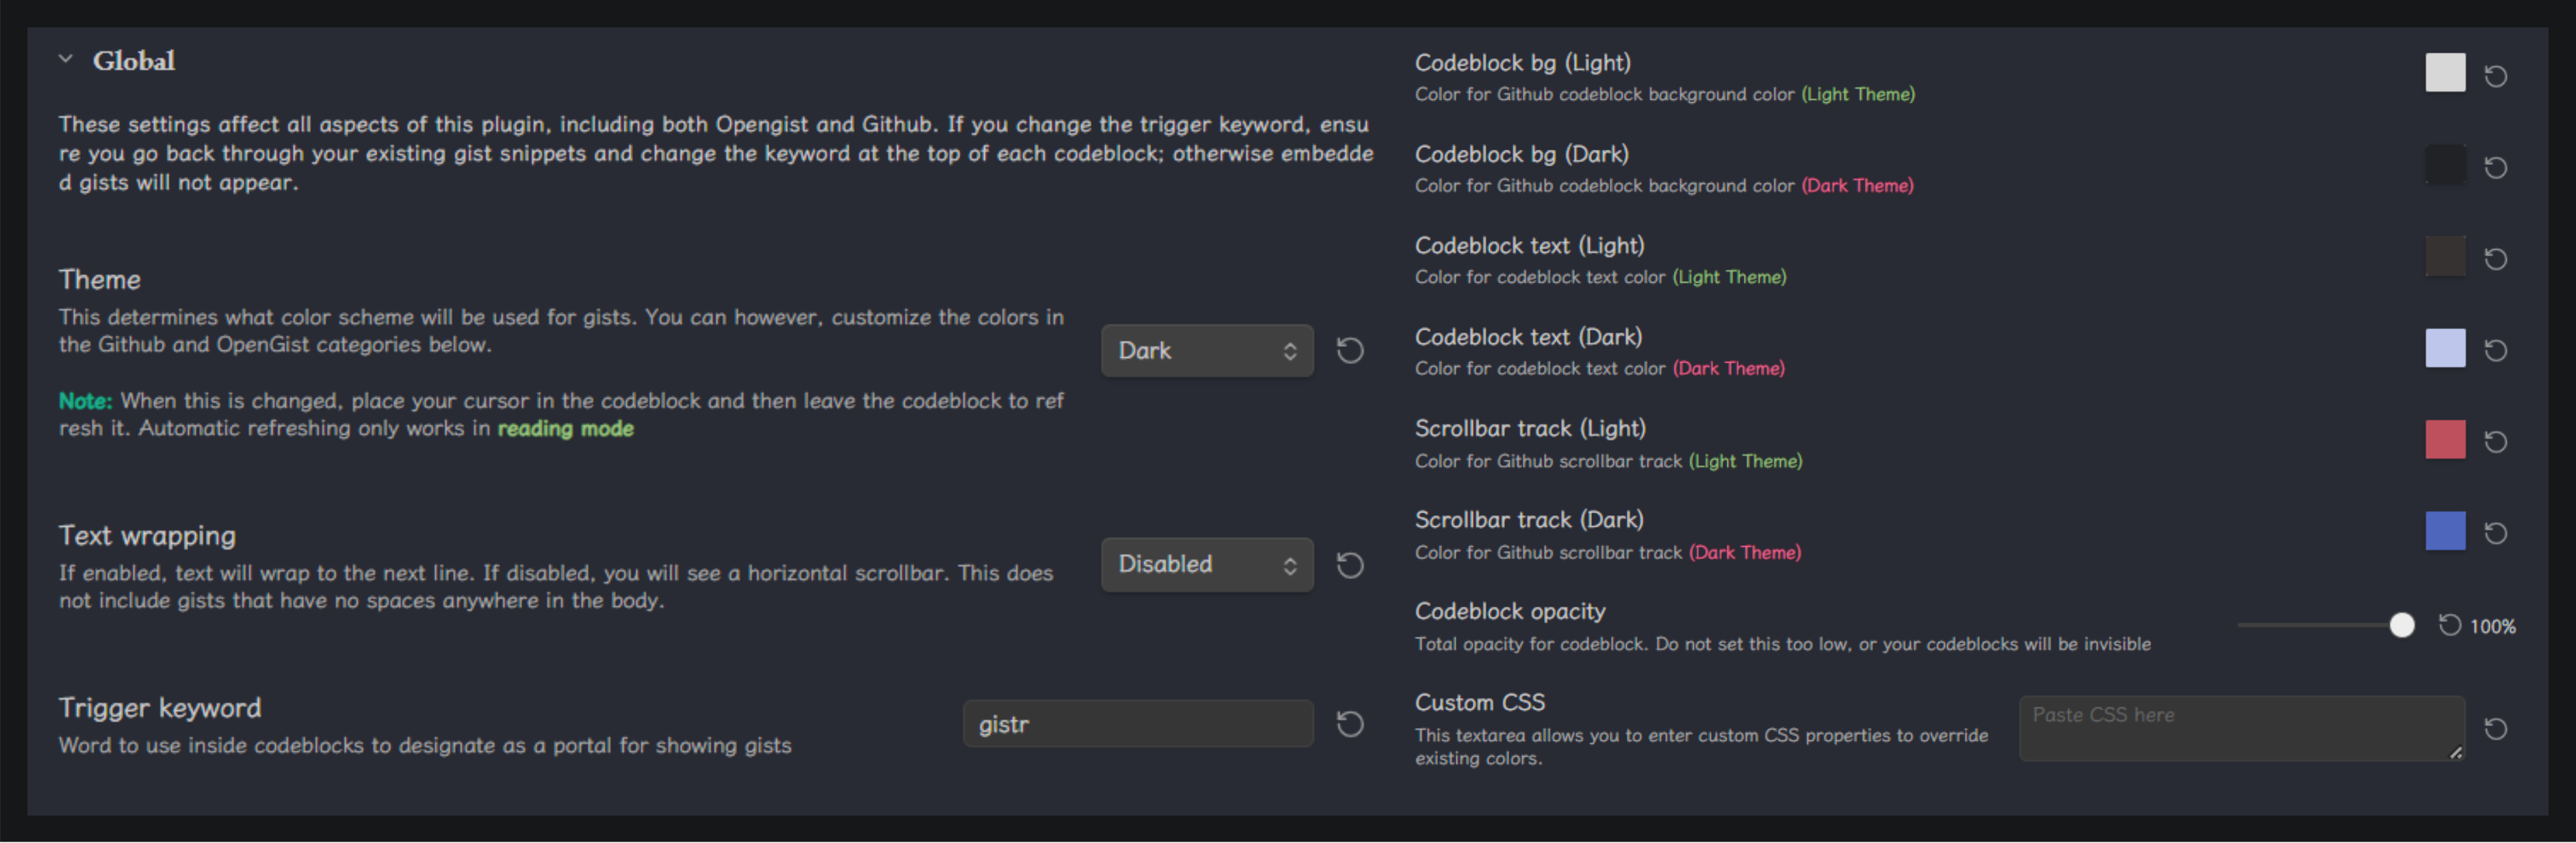 Global
These settings affect all aspects of this plugin, including both Opengist and Github. If you change the trigger keyword, ensu
re you go back through your existing gist snippets and change the keyword at the top of each codeblock; otherwise embedde
d gists will not appear.
Theme
This determines what color scheme will be used for gists. You can however, customize the colors in
the Github and OpenGist categories below.
Note: When this is changed, place your cursor in the codeblock and then leave the codeblock to ref
resh it. Automatic refreshing only works in reading mode
Dark
Text wrapping
If enabled, text will wrap to the next line. If disabled, you will see a horizontal scrollbar. This does
not include gists that have no spaces anywhere in the body.
Disabled
Trigger keyword
Word to use inside codeblocks to designate as a portal for showing gists
gistr
Codeblock bg (Light)
Color for Github codeblock background color (Light Theme)
Codeblock bg (Dark)
Color for Github codeblock background color (Dark Theme)
Codeblock text (Light)
Color for codeblock text color (Light Theme)
Codeblock text (Dark)
Color for codeblock text color (Dark Theme)
Scrollbar track (Light)
Color for Github scrollbar track (Light Theme)
Scrollbar track (Dark)
Color for Github scrollbar track (Dark Theme)
Codeblock opacity
Total opacity for codeblock. Do not set this too low, or your codeblocks will be invisible
100%
Custom CSS
This textarea allows you to enter custom CSS properties to override
existing colors.
Paste CSS here